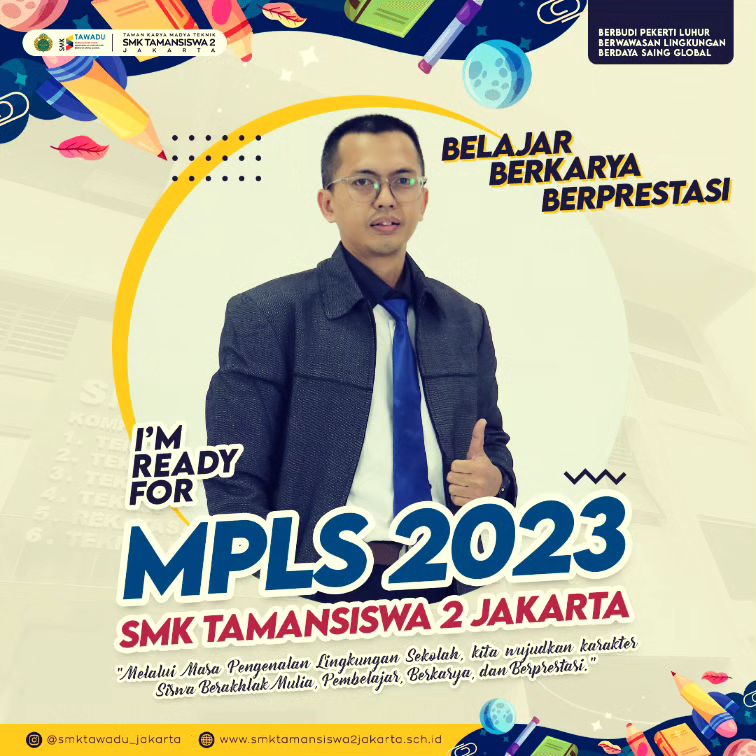 SMK
TAWADU
TAMAN KARYA MADYA TEKNIK
SMK TAMANSISWA 2
JAKARTA
BERBUDI PEKERTI LUHUR
BERWAWASAN LINGKUNGAN
BERDAYA SAING GLOBAL
BELAJAR
BERKARYA
BERPRESTASI
I'M
READY
FOR
MPLS 2023
SMK TAMANSISWA 2 JAKARTA
"Melalui Masa Pengenalan Lingkungan Sekolah, kita wujudkan karakter
Siswa Berakhlak Mulia, Pembelajar, Berkarya, dan Berprestasi."
@smktawadu_jakarta
www.smktamansiswa2jakarta.sch.id